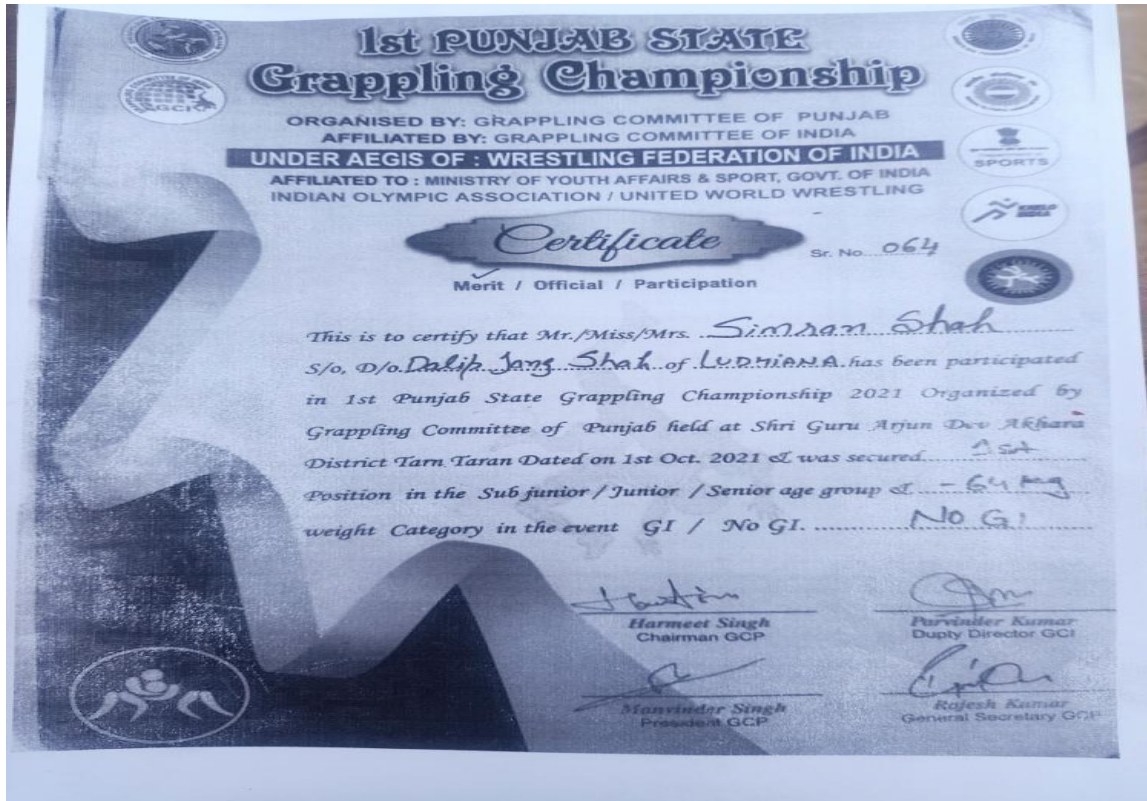 1st PUNJAB STATE
Grappling Championship
GCI
ORGANISED BY: GRAPPLING COMMITTEE OF PUNJAB
AFFILIATED BY: GRAPPLING COMMITTEE OF INDIA
UNDER AEGIS OF : WRESTLING FEDERATION OF INDIA
AFFILIATED TO : MINISTRY OF YOUTH AFFAIRS & SPORT, GOVT. OF INDIA
INDIAN OLYMPIC ASSOCIATION / UNITED WORLD WRESTLING
SPORTS
KHELO
INDIA
Certificate
Sr. No. 064
Merit / Official / Participation
This is to certify that Mr./Miss/Mrs. Simran Shah
S/o, D/o. Dalip Jang Shah of LUDHIANA has been participated
in 1st Punjab State Grappling Championship 2021 Organized by
Grappling Committee of Punjab held at Shri Guru Arjun Dev Akhara
District Tarn Taran Dated on 1st Oct. 2021 & was secured 1st
Position in the Sub junior / Junior / Senior age group & -64 kg
weight Category in the event GI / No GI. No GI
Harmeet Singh
Chairman GCP
Parvinder Kumar
Dupty Director GCI
Manvinder Singh
President GCP
Rajesh Kumar
General Secretary GCP